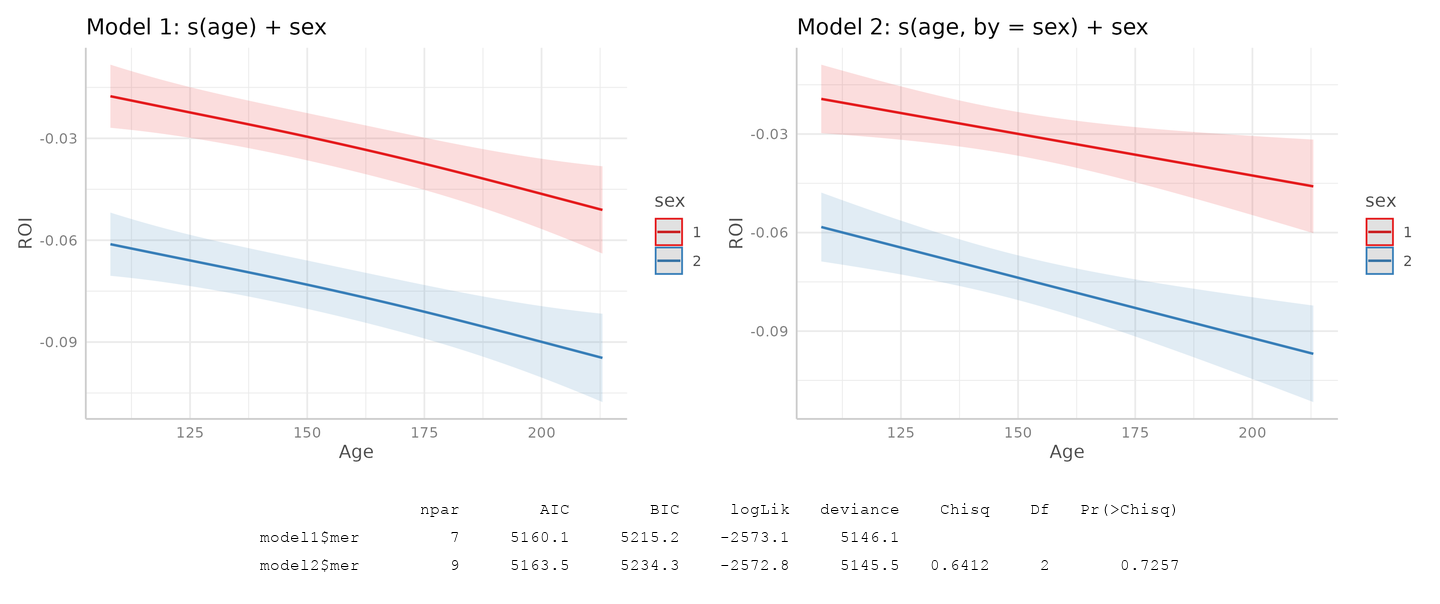 Model 1: s(age) + sex
-0.03
-0.06
-0.09
ROI
125 150 175 200
Age
sex
1
2
Model 2: s(age, by = sex) + sex
-0.03
-0.06
-0.09
ROI
125 150 175 200
Age
sex
1
2
npar AIC BIC logLik deviance Chisq Df Pr(>Chisq)
model1$mer 7 5160.1 5215.2 -2573.1 5146.1
model2$mer 9 5163.5 5234.3 -2572.8 5145.5 0.6412 2 0.7257